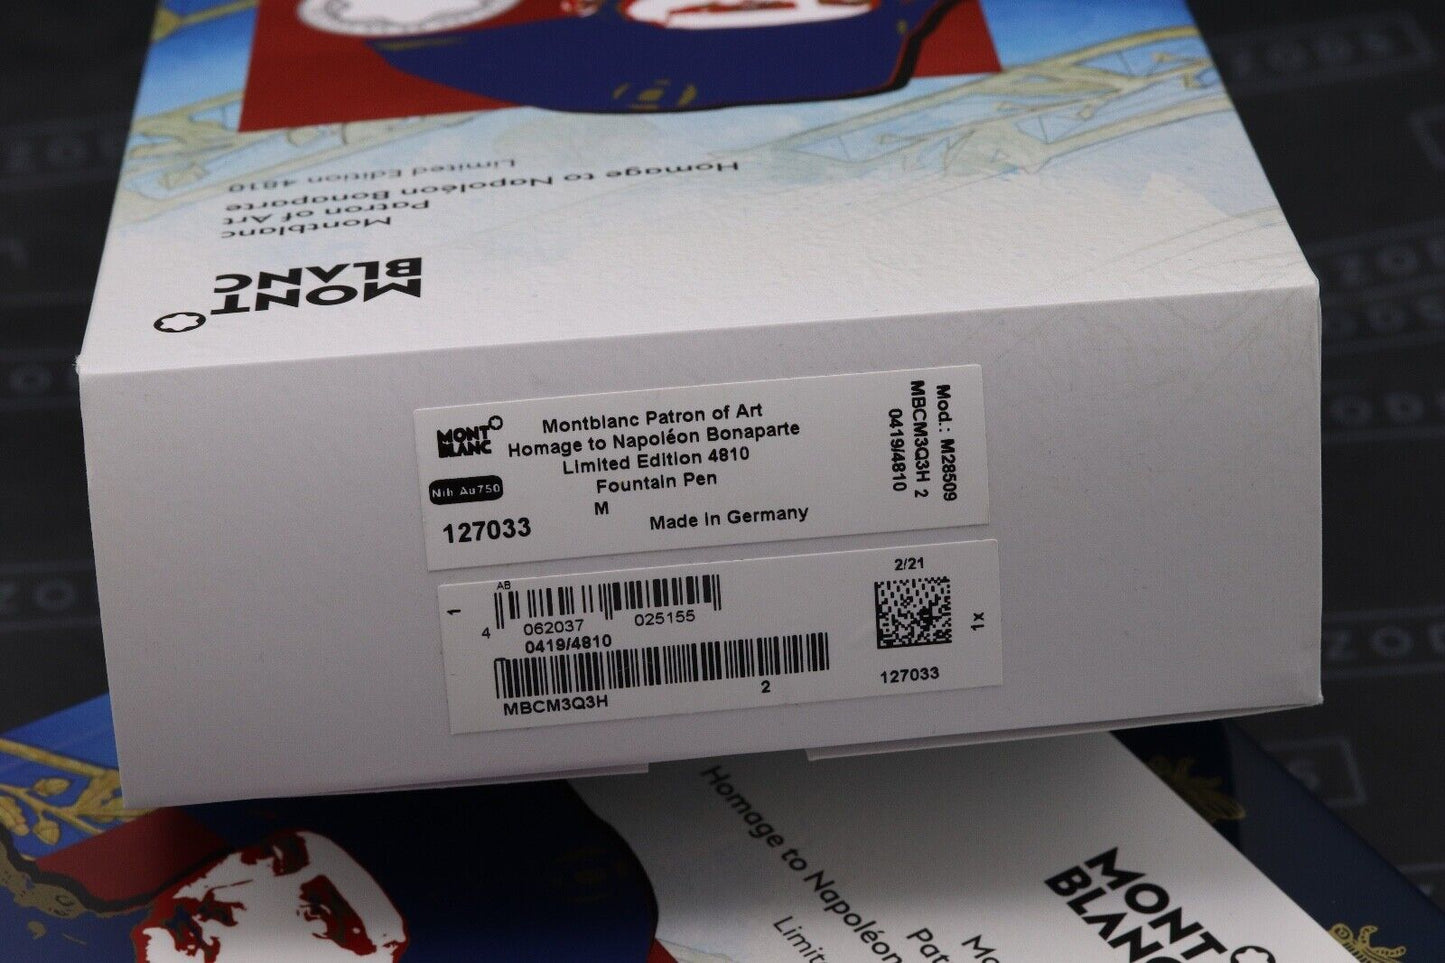 Homage to Napoléon Bonaparte
Limited Edition 4810
Patron of Art
Montblanc
MONT
BLANC
MONT
BLANC
Montblanc Patron of Art
Homage to Napoléon Bonaparte
Limited Edition 4810
Fountain Pen
Nib Au750
M
127033
Made in Germany
Mod.: M28509
MBCM3Q3H 2
0419/4810
1
AB
4 062037 025155
0419/4810
MBCM3Q3H 2
2/21
1x
127033
Homage to Napoléon
MONT
BLANC